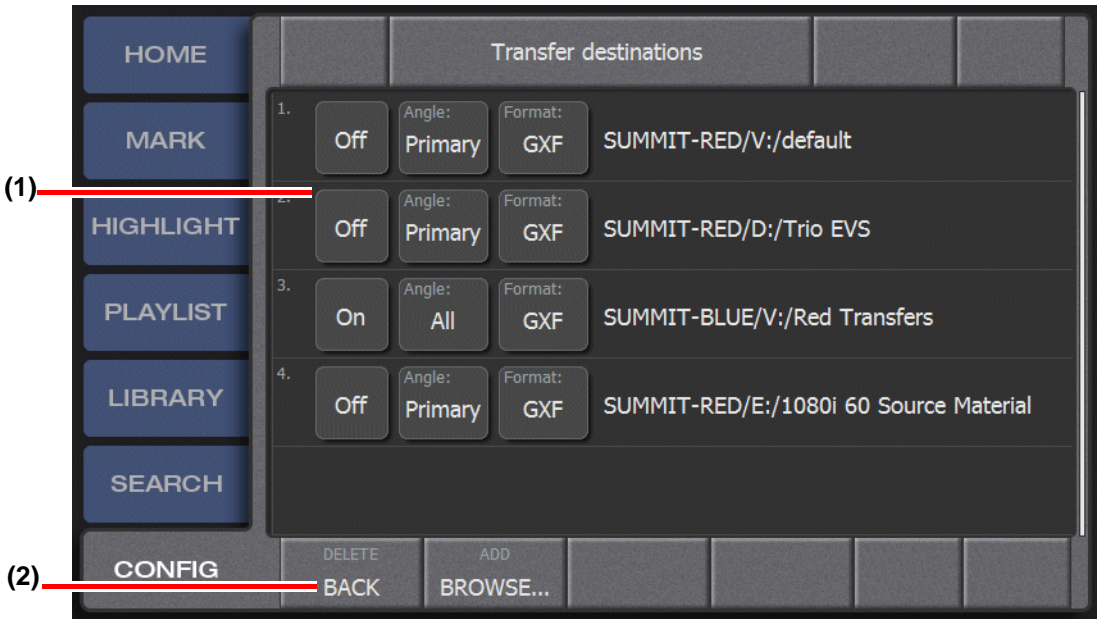 HOME
Transfer destinations
MARK
HIGHLIGHT
PLAYLIST
LIBRARY
SEARCH
CONFIG
1.
Off
Angle:
Primary
Format:
GXF
SUMMIT-RED/V:/default
2.
Off
Angle:
Primary
Format:
GXF
SUMMIT-RED/D:/Trio EVS
3.
On
Angle:
All
Format:
GXF
SUMMIT-BLUE/V:/Red Transfers
4.
Off
Angle:
Primary
Format:
GXF
SUMMIT-RED/E:/1080i 60 Source Material
DELETE
BACK
ADD
BROWSE...
(1)
(2)